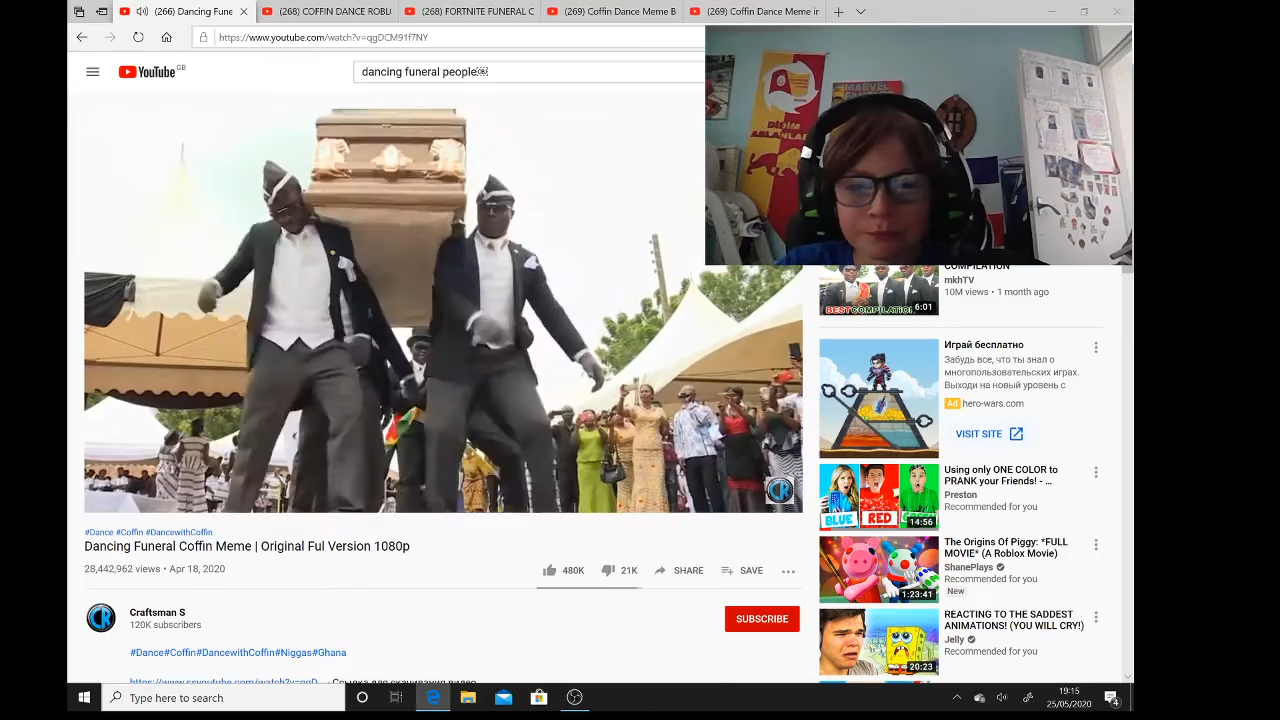 (266) Dancing Fune
(268) COFFIN DANCE ROBL
(268) FORTNITE FUNERAL C
(269) Coffin Dance Meme B
(269) Coffin Dance Meme in
https://www.youtube.com/watch?v=qgDCM91f7NY
YouTube GB
dancing funeral people
DİDİM
ASLANLAR
COMPILATION
mkhTV
10M views • 1 month ago
BEST COMPILATION
6:01
Играй бесплатно
Забудь все, что ты знал о
многопользовательских играх.
Выходи на новый уровень с
Ad hero-wars.com
VISIT SITE
Using only ONE COLOR to
PRANK your Friends! - ...
Preston
Recommended for you
BLUE RED GREEN
14:56
The Origins Of Piggy: *FULL
MOVIE* (A Roblox Movie)
ShanePlays
Recommended for you
New
1:23:41
REACTING TO THE SADDEST
ANIMATIONS! (YOU WILL CRY!)
Jelly
Recommended for you
20:23
#Dance #Coffin #DancewithCoffin
Dancing Funeral Coffin Meme | Original Ful Version 1080p
28,442,962 views • Apr 18, 2020
480K 21K SHARE SAVE
Craftsman S
120K subscribers
SUBSCRIBE
#Dance#Coffin#DancewithCoffin#Niggas#Ghana
Type here to search
19:15
25/05/2020
4